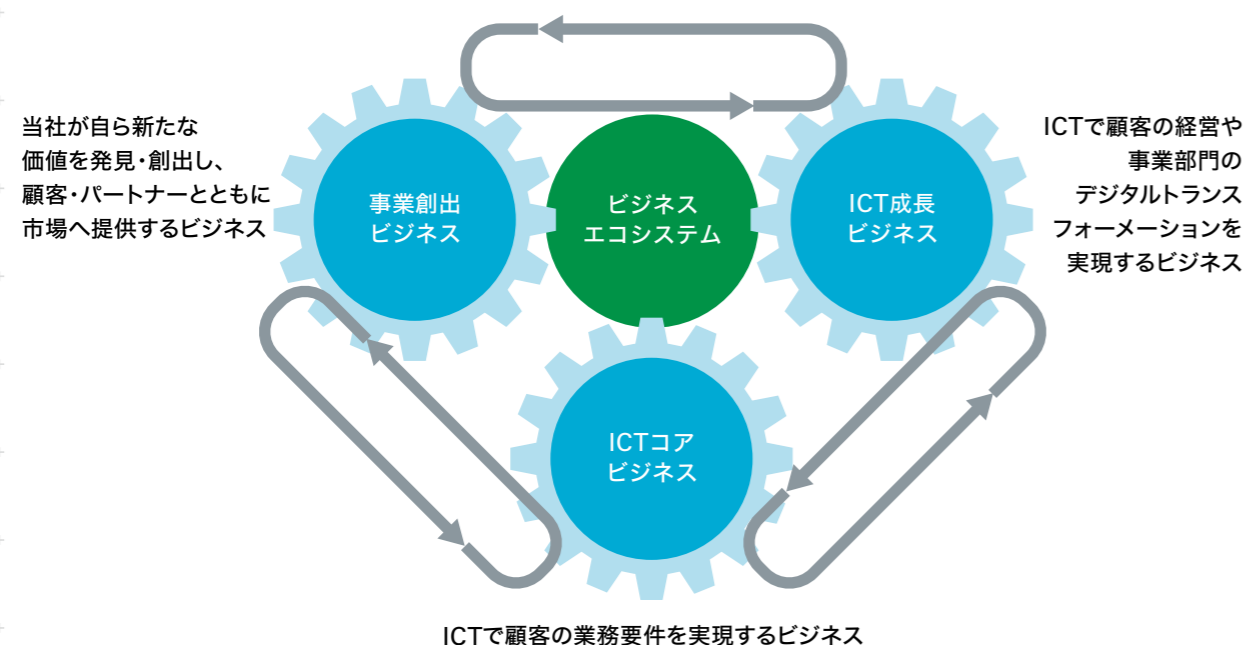 当社が自ら新たな
価値を発見・創出し、
顧客・パートナーとともに
市場へ提供するビジネス
事業創出
ビジネス
ビジネス
エコシステム
ICT成長
ビジネス
ICTで顧客の経営や
事業部門の
デジタルトランス
フォーメーションを
実現するビジネス
ICTコア
ビジネス
ICTで顧客の業務要件を実現するビジネス